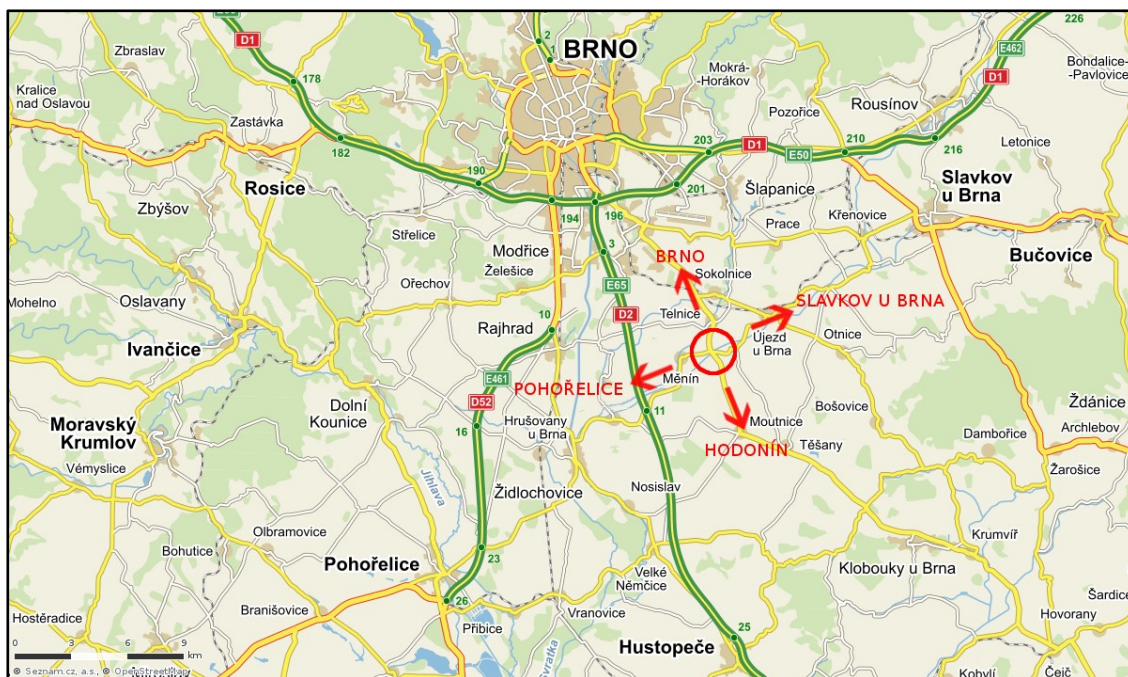 226
D1
Zbraslav
2
1
BRNO
E462
Mokrá-
-Horákov
Bohdalice-
-Pavlovice
D1
Kralice
nad Oslavou
178
Pozořice
Rousínov
Zastávka
182
203
D1
E50
210
216
Letonice
Rosice
190
201
Šlapanice
Slavkov
u Brna
Zbýšov
194
196
Prace
Křenovice
Střelice
Modřice
3
Bučovice
Želešice
BRNO
Sokolnice
Mohelno
Oslavany
Ořechov
E65
SLAVKOV U BRNA
D2
Telnice
Rajhrad
10
Otnice
Újezd
u Brna
Ivančice
E461
Měnín
POHOŘELICE
D52
Dolní
Kounice
11
Bošovice
Ždánice
Moravský
Krumlov
16
Hrušovany
u Brna
Moutnice
Archlebov
Dambořice
Těšany
HODONÍN
Vémyslice
Jihlava
Žarošice
Židlochovice
Nosislav
Olbramovice
Krumvíř
Bohutice
23
Pohořelice
Velké
Němčice
Klobouky u Brna
Šardice
Branišovice
26
Vranovice
Hostěradice
Přibice
Hovorany
25
0
3
6
9
km
Hustopeče
Svratka
© Seznam.cz, a.s., © OpenStreetMap
Kobylí
Čejč